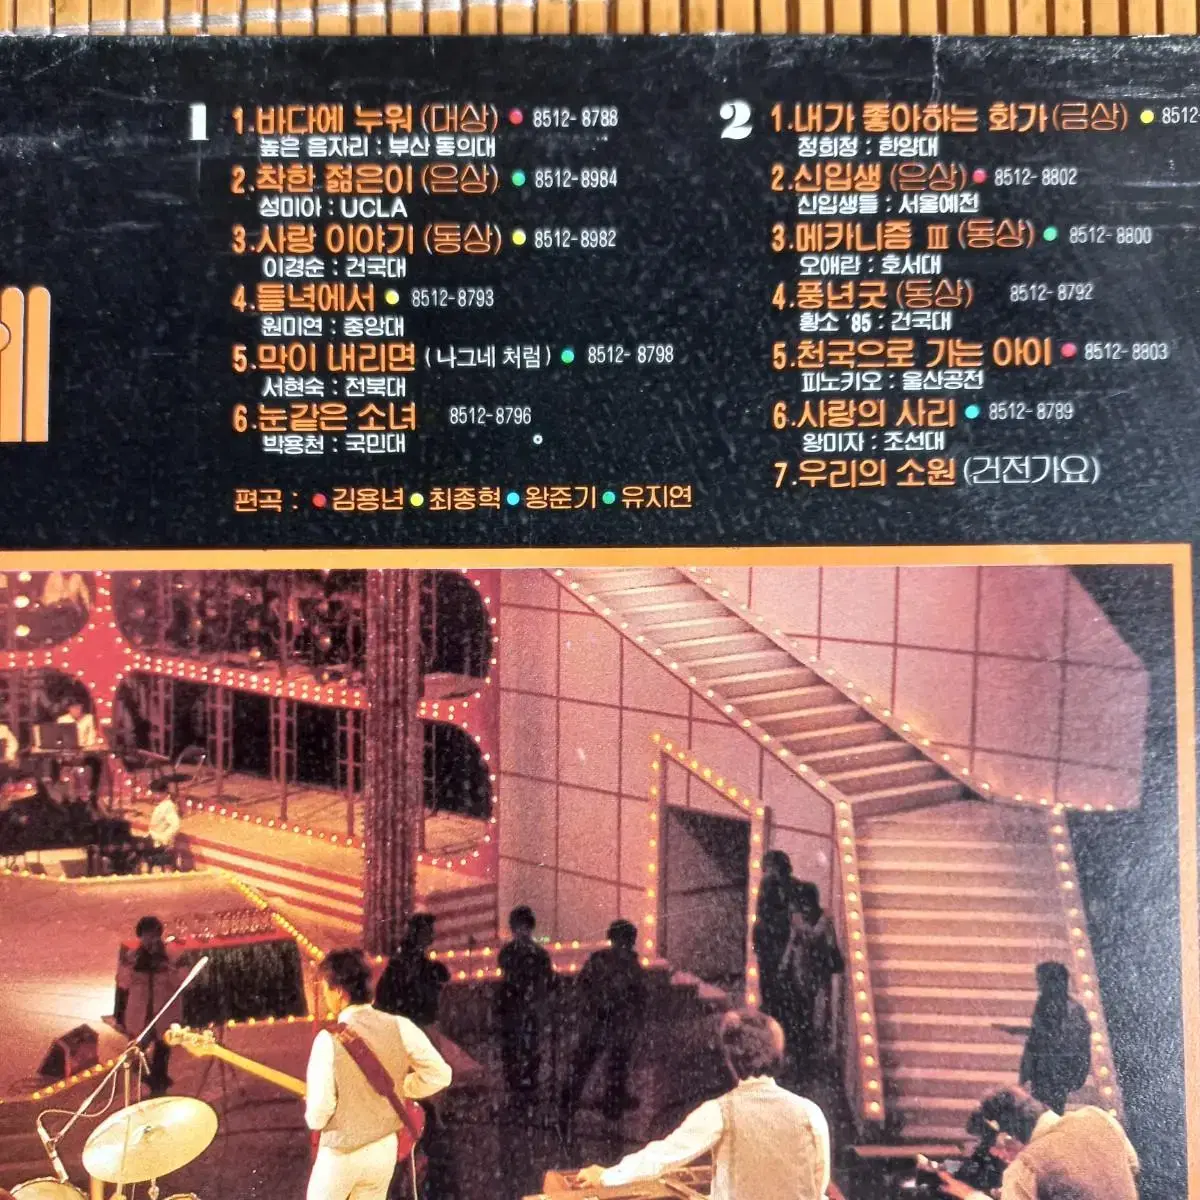 1
1.바다에 누워 (대상) 8512-8788
높은 음자리 : 부산 동의대
2.착한 젊은이 (은상) 8512-8984
성미아 : UCLA
3.사랑 이야기 (동상) 8512-8982
이경순 : 건국대
4.들녘에서 8512-8793
원미연 : 중앙대
5.막이 내리면 (나그네 처럼) 8512-8798
서현숙 : 전북대
6.눈같은 소녀 8512-8796
박용천 : 국민대
편곡 : 김용년 최종혁 왕준기 유지연
2
1.내가 좋아하는 화가 (금상) 8512-
정희정 : 한양대
2.신입생 (은상) 8512-8802
신입생들 : 서울예전
3.메카니즘 Ⅲ (동상) 8512-8800
오애란 : 호서대
4.풍년굿 (동상) 8512-8792
황소 '85 : 건국대
5.천국으로 가는 아이 8512-8803
피노키오 : 울산공전
6.사랑의 사리 8512-8789
왕미자 : 조선대
7.우리의 소원 (건전가요)